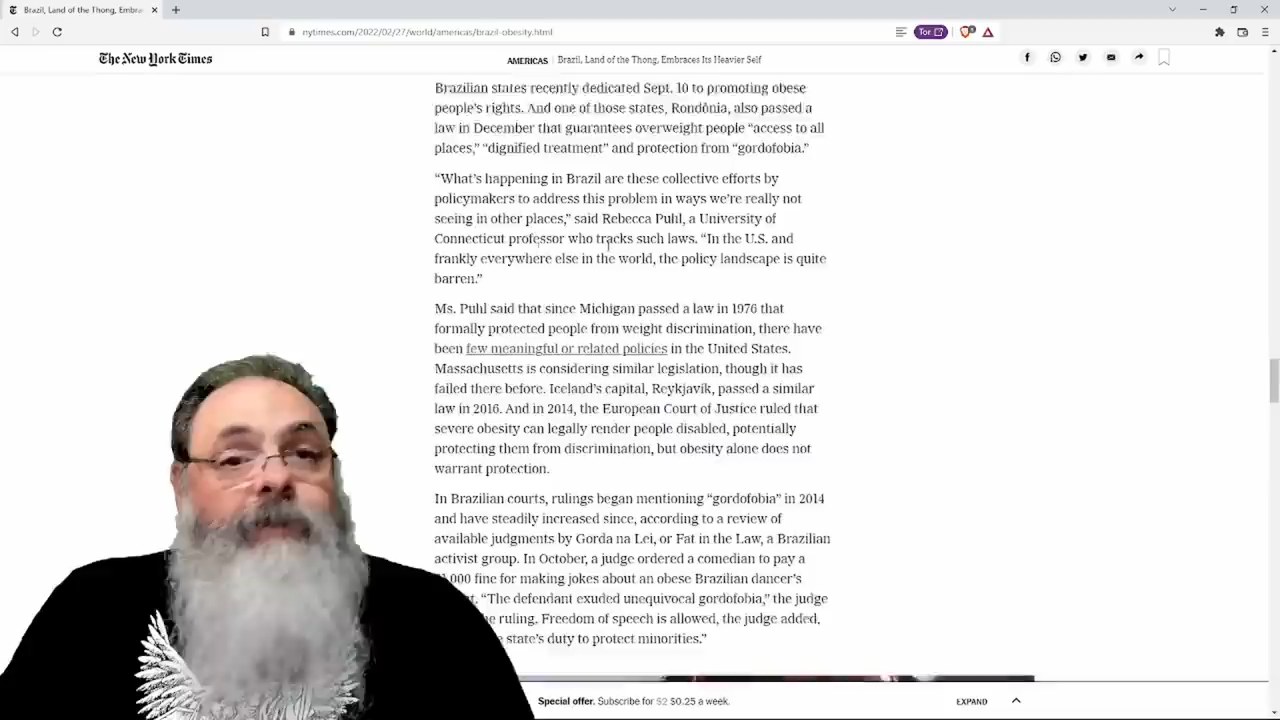 Brazil, Land of the Thong, Embra
nytimes.com/2022/02/27/world/americas/brazil-obesity.html
Tor
The New York Times
AMERICAS
Brazil, Land of the Thong, Embraces Its Heavier Self
Brazilian states recently dedicated Sept. 10 to promoting obese
people's rights. And one of those states, Rondônia, also passed a
law in December that guarantees overweight people “access to all
places,” “dignified treatment” and protection from “gordofobia.”
“What's happening in Brazil are these collective efforts by
policymakers to address this problem in ways we're really not
seeing in other places,” said Rebecca Puhl, a University of
Connecticut professor who tracks such laws. “In the U.S. and
frankly everywhere else in the world, the policy landscape is quite
barren.”
Ms. Puhl said that since Michigan passed a law in 1976 that
formally protected people from weight discrimination, there have
been few meaningful or related policies in the United States.
Massachusetts is considering similar legislation, though it has
failed there before. Iceland's capital, Reykjavík, passed a similar
law in 2016. And in 2014, the European Court of Justice ruled that
severe obesity can legally render people disabled, potentially
protecting them from discrimination, but obesity alone does not
warrant protection.
In Brazilian courts, rulings began mentioning “gordofobia” in 2014
and have steadily increased since, according to a review of
available judgments by Gorda na Lei, or Fat in the Law, a Brazilian
activist group. In October, a judge ordered a comedian to pay a
000 fine for making jokes about an obese Brazilian dancer's
“The defendant exuded unequivocal gordofobia,” the judge
ruling. Freedom of speech is allowed, the judge added,
state's duty to protect minorities.”
Special offer. Subscribe for $2 $0.25 a week.
EXPAND